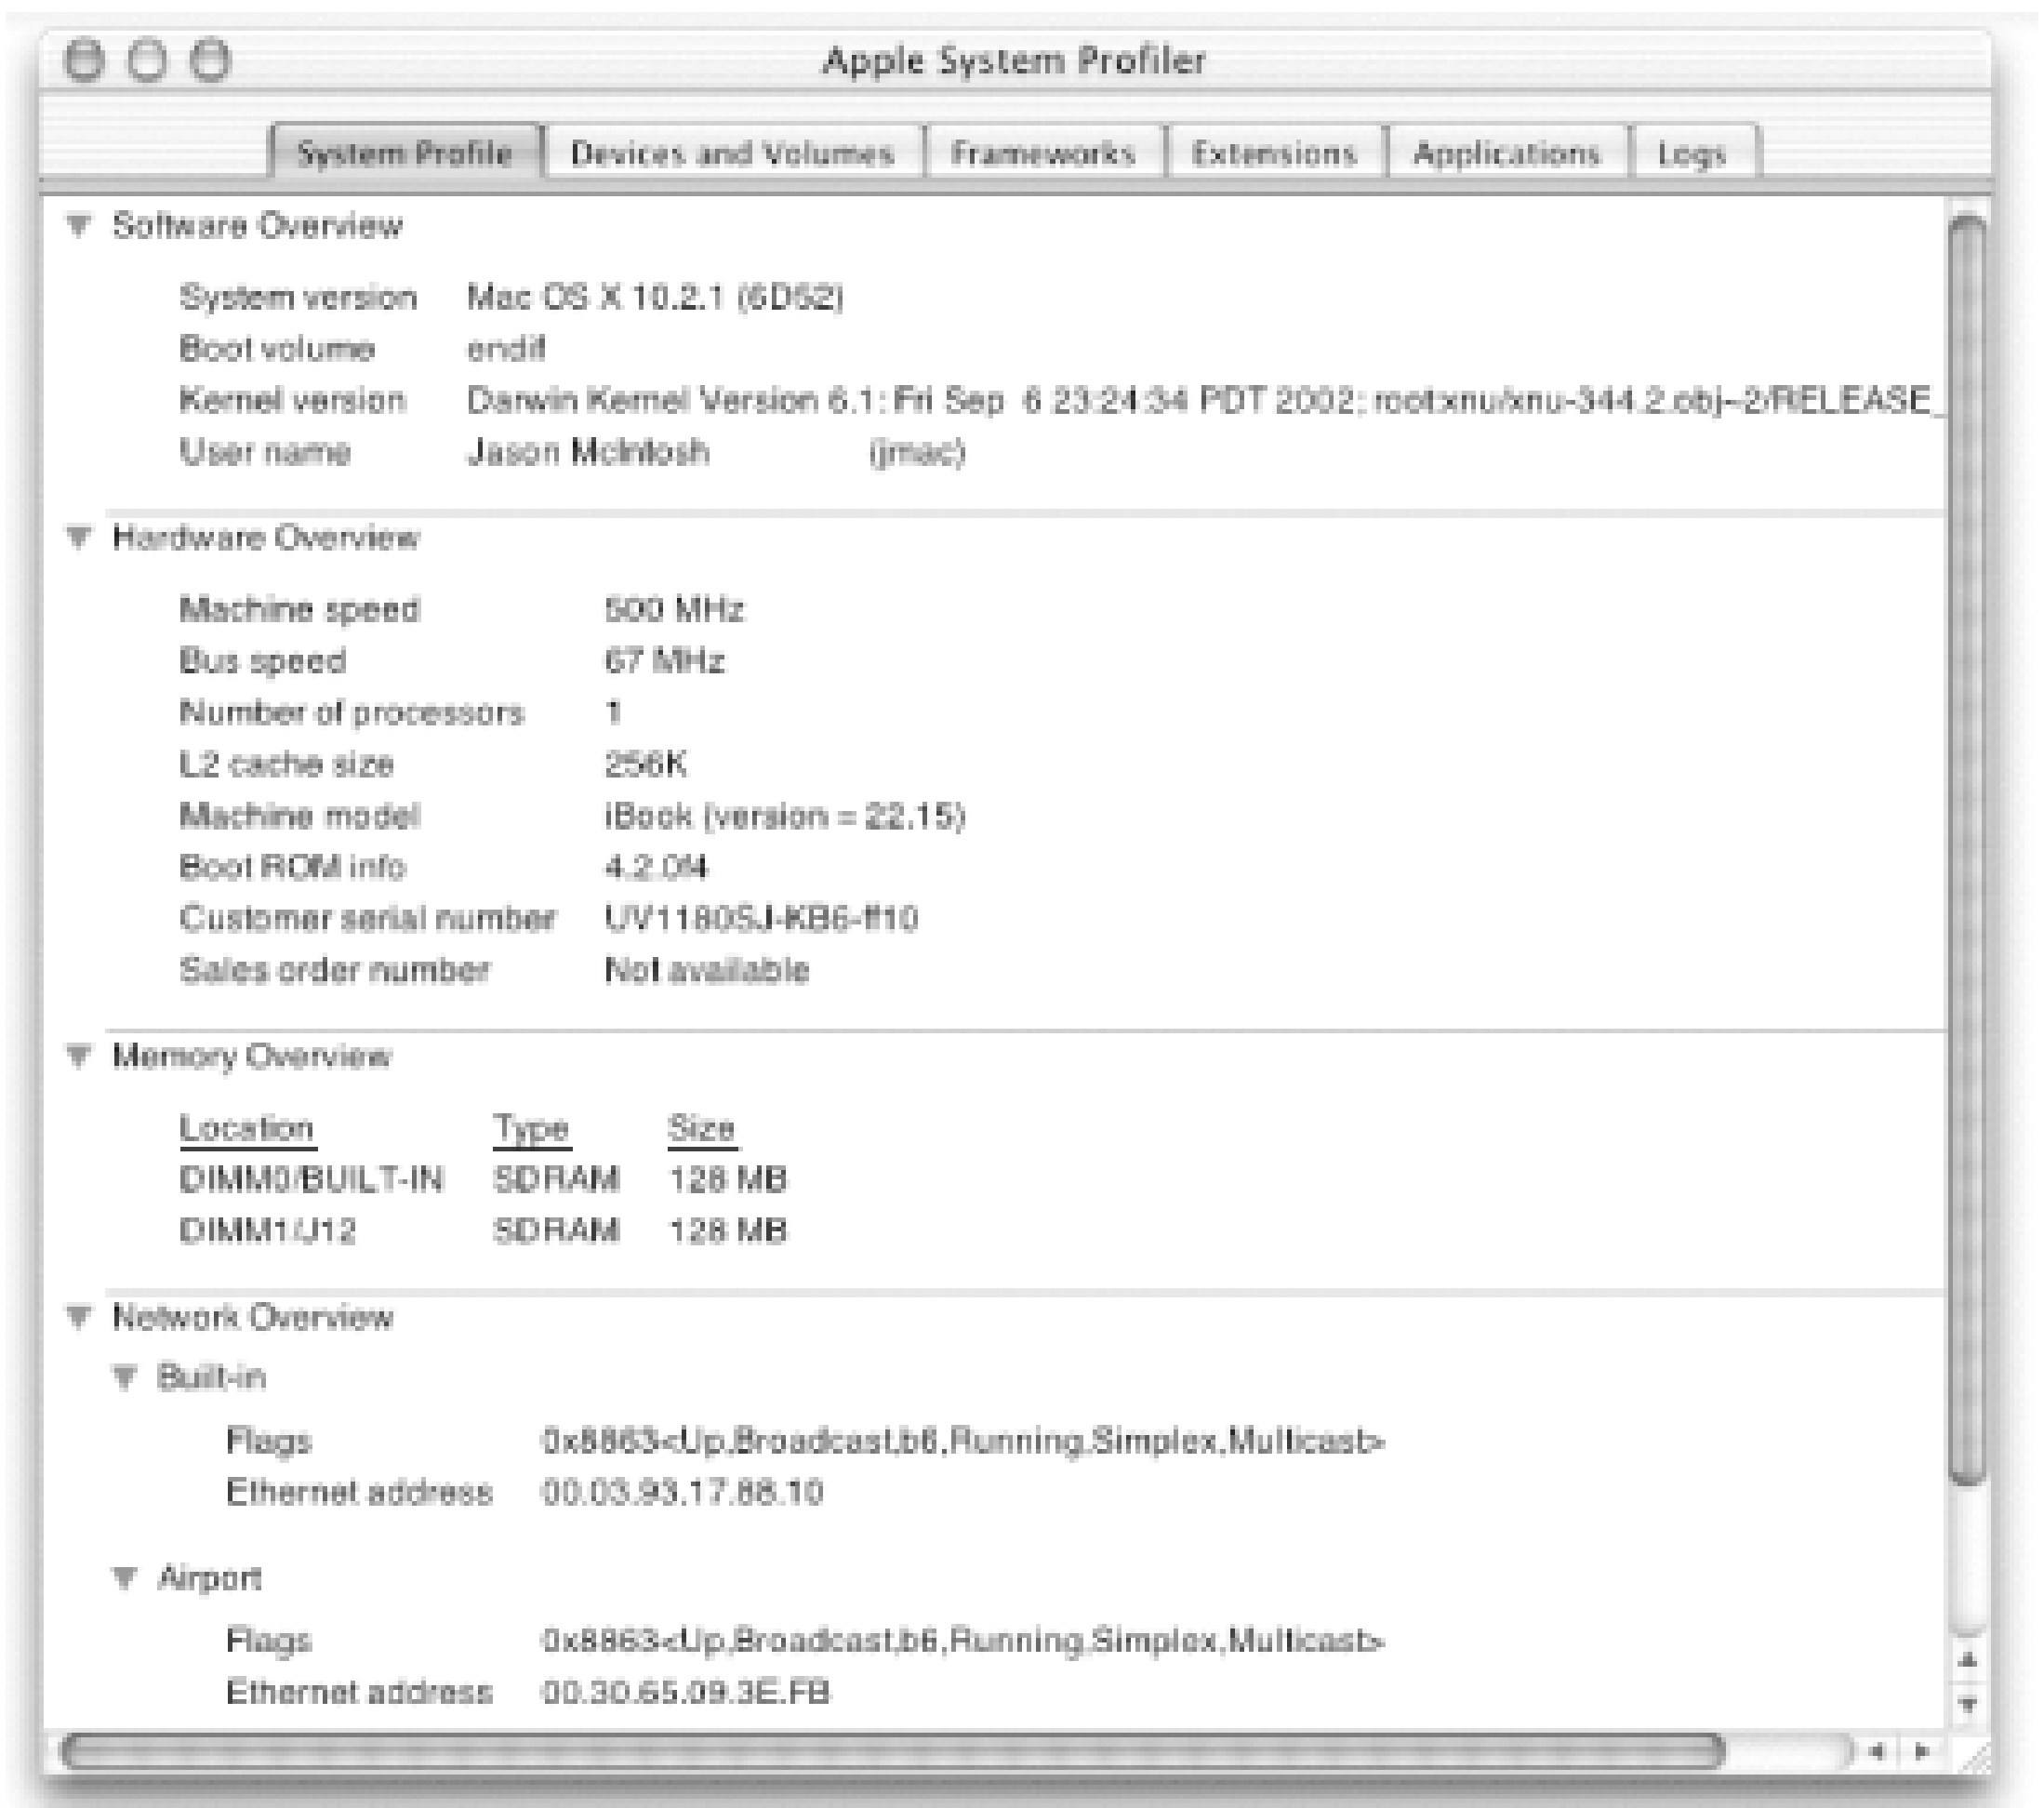 Apple System Profiler
System Profile Devices and Volumes Frameworks Extensions Applications Logs
Software Overview
System version Mac OS X 10.2.1 (6D52)
Boot volume endif
Kernel version Darwin Kernel Version 6.1: Fri Sep 6 23:24:34 PDT 2002; root:xnu/xnu-344.2.obj~2/RELEASE_
User name Jason McIntosh (jmac)
Hardware Overview
Machine speed 500 MHz
Bus speed 67 MHz
Number of processors 1
L2 cache size 256K
Machine model iBook (version = 22.15)
Boot ROM info 4.2.0f4
Customer serial number UV1180SJ-KB6-ff10
Sales order number Not available
Memory Overview
Location Type Size
DIMM0/BUILT-IN SDRAM 128 MB
DIMM1/J12 SDRAM 128 MB
Network Overview
Built-in
Flags 0x8863<Up,Broadcast,b6,Running,Simplex,Multicast>
Ethernet address 00.03.93.17.88.10
Airport
Flags 0x8863<Up,Broadcast,b6,Running,Simplex,Multicast>
Ethernet address 00.30.65.09.3E.FB